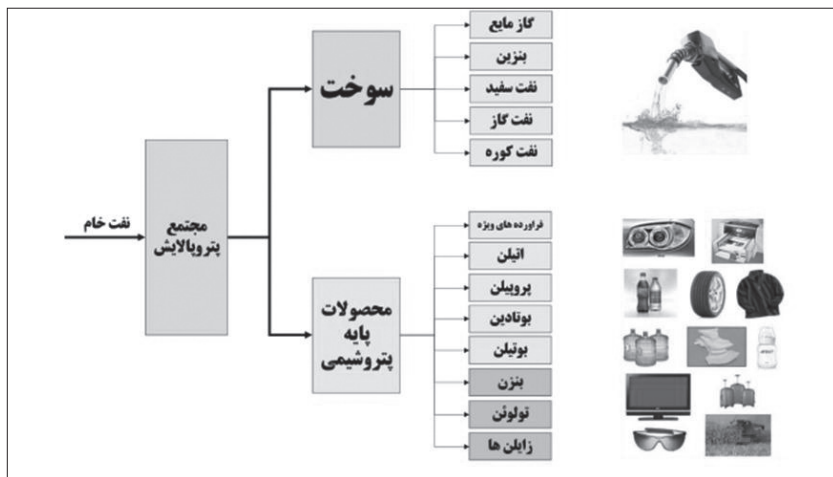 نفت خام
مجتمع
پتروپالایش
سوخت
گاز مایع
بنزین
نفت سفید
نفت گاز
نفت کوره
محصولات
پایه
پتروشیمی
فراورده های ویژه
اتیلن
پروپیلن
بوتادین
بوتیلن
بنزن
تولوئن
زایلن ها